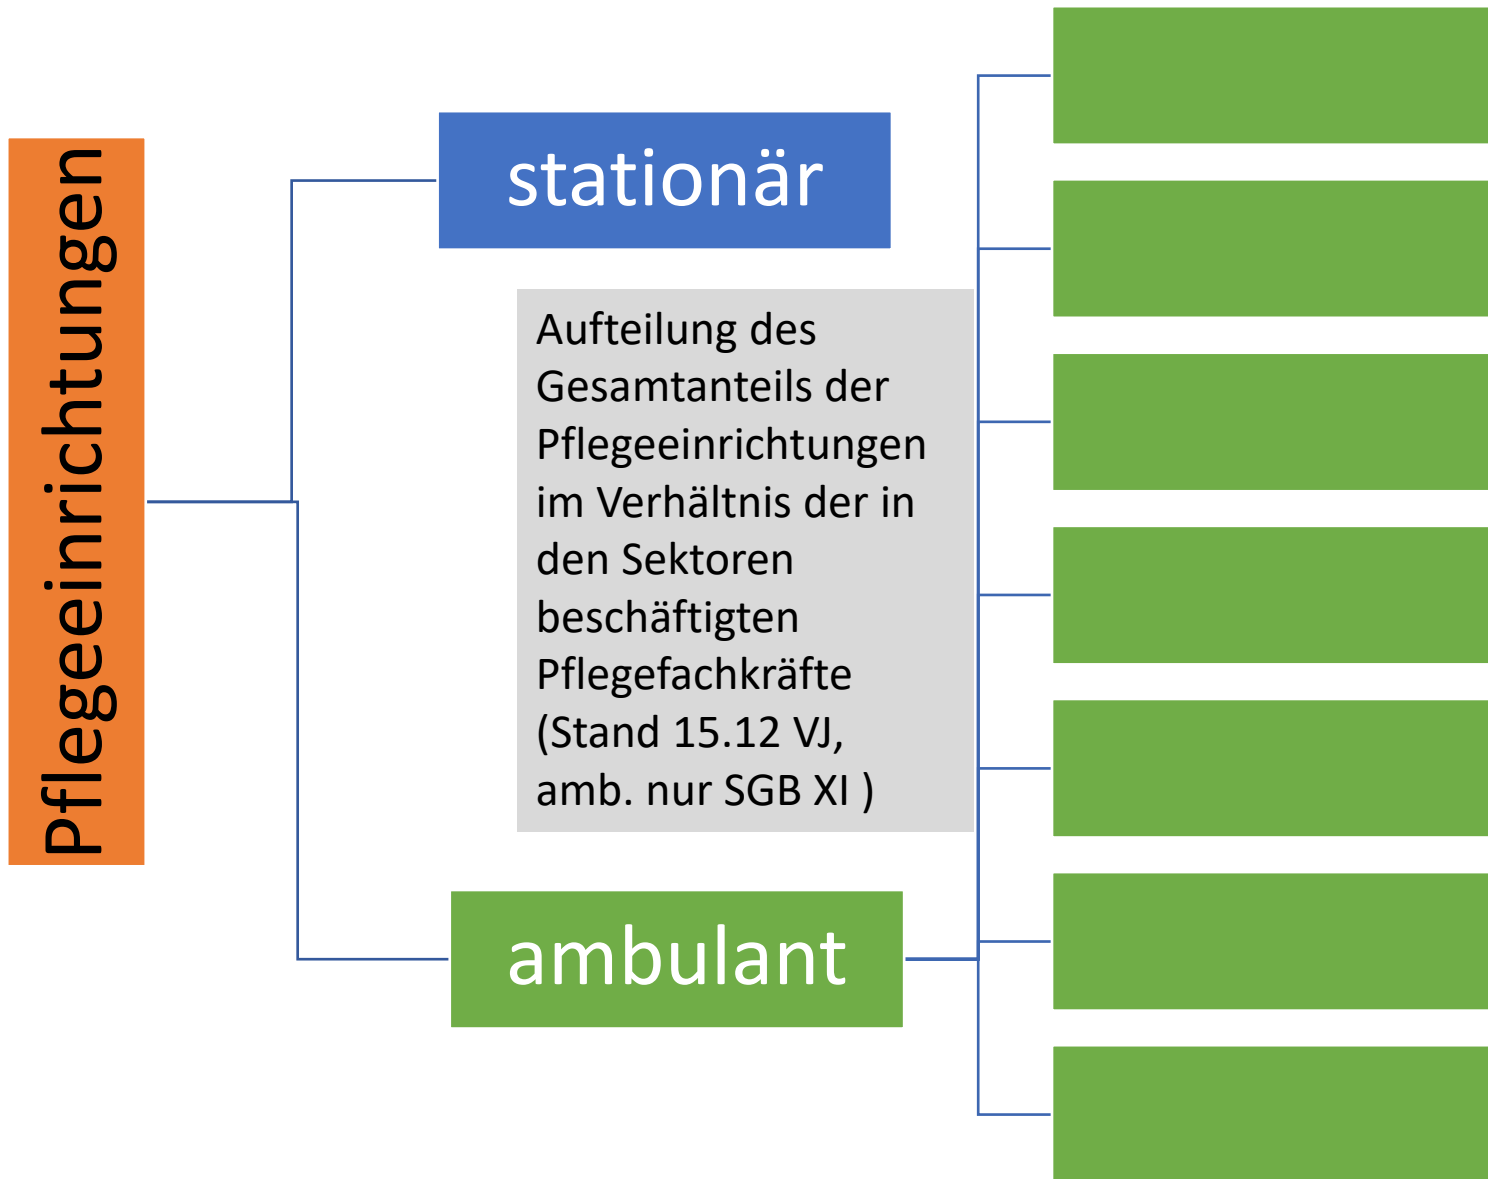 Pflegeeinrichtungen
stationär
Aufteilung des
Gesamtanteils der
Pflegeeinrichtungen
im Verhältnis der in
den Sektoren
beschäftigten
Pflegefachkräfte
(Stand 15.12 VJ,
amb. nur SGB XI )
ambulant